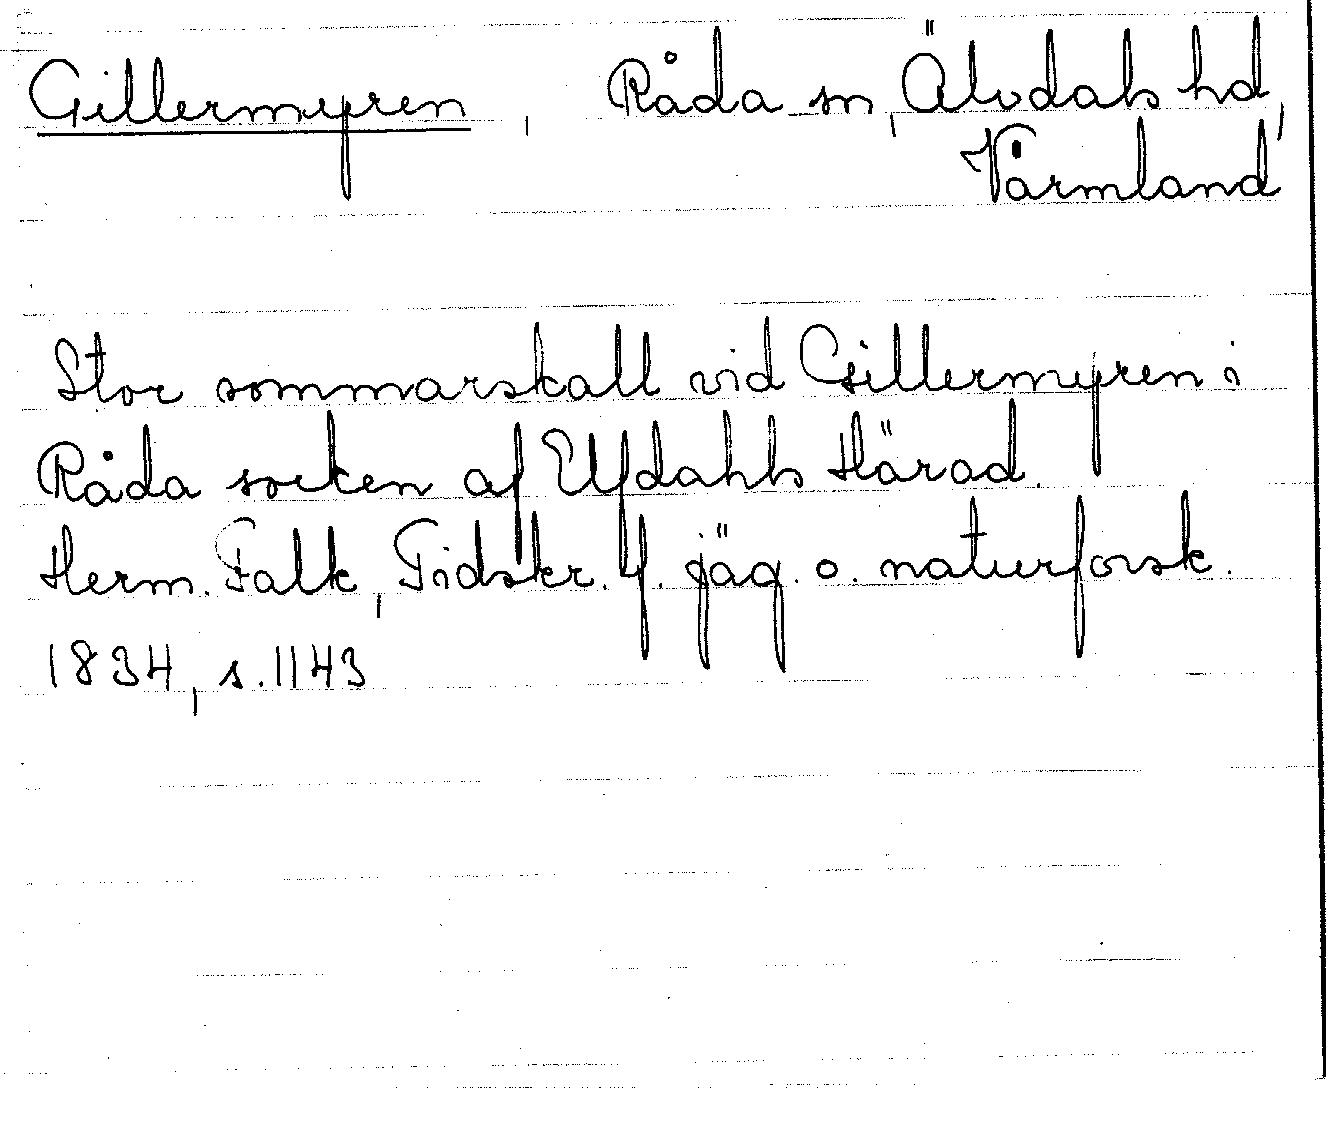 Gillermyren, Råda sn, Älvdals hd,
Värmland
Stor sommarskall vid Gillermyren i
Råda socken af Elfdahls Härad.
Herm. Falk, Tidskr. f. jäg. o. naturforsk.
1834, s. 1143